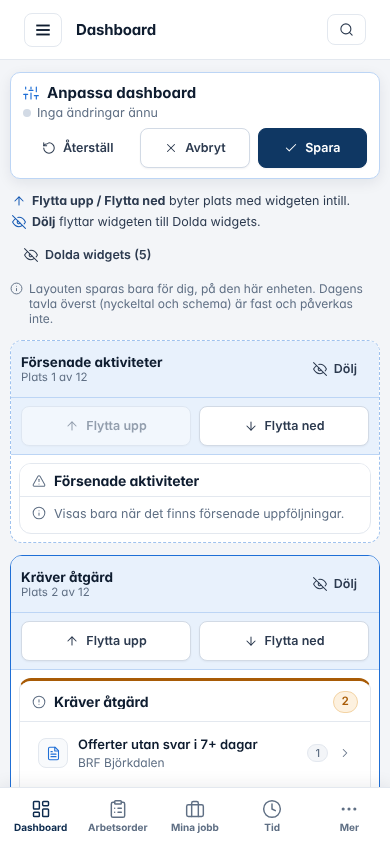 Dashboard
Anpassa dashboard
Inga ändringar ännu
Återställ
Avbryt
Spara
Flytta upp / Flytta ned byter plats med widgeten intill.
Dölj flyttar widgeten till Dolda widgets.
Dolda widgets (5)
Layouten sparas bara för dig, på den här enheten. Dagens
tavla överst (nyckeltal och schema) är fast och påverkas
inte.
Försenade aktiviteter
Plats 1 av 12
Dölj
Flytta upp
Flytta ned
Försenade aktiviteter
Visas bara när det finns försenade uppföljningar.
Kräver åtgärd
Plats 2 av 12
Dölj
Flytta upp
Flytta ned
Kräver åtgärd
2
Offerter utan svar i 7+ dagar
BRF Björkdalen
1
Dashboard
Arbetsorder
Mina jobb
Tid
Mer